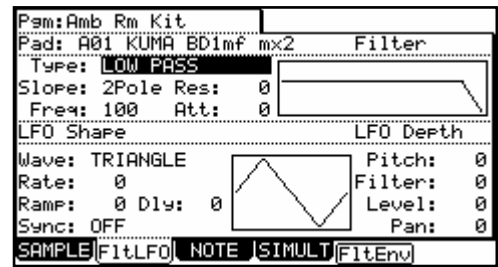 Pgm:Amb Rm Kit
Pad: A01 KUMA BD1mf mx2 Filter
Type: LOW PASS
Slope: 2Pole Res: 0
Freq: 100 Att: 0
LFO Shape LFO Depth
Wave: TRIANGLE Pitch: 0
Rate: 0 Filter: 0
Ramp: 0 Dly: 0 Level: 0
Sync: OFF Pan: 0
SAMPLE FltLFO NOTE SIMULT FltEnv